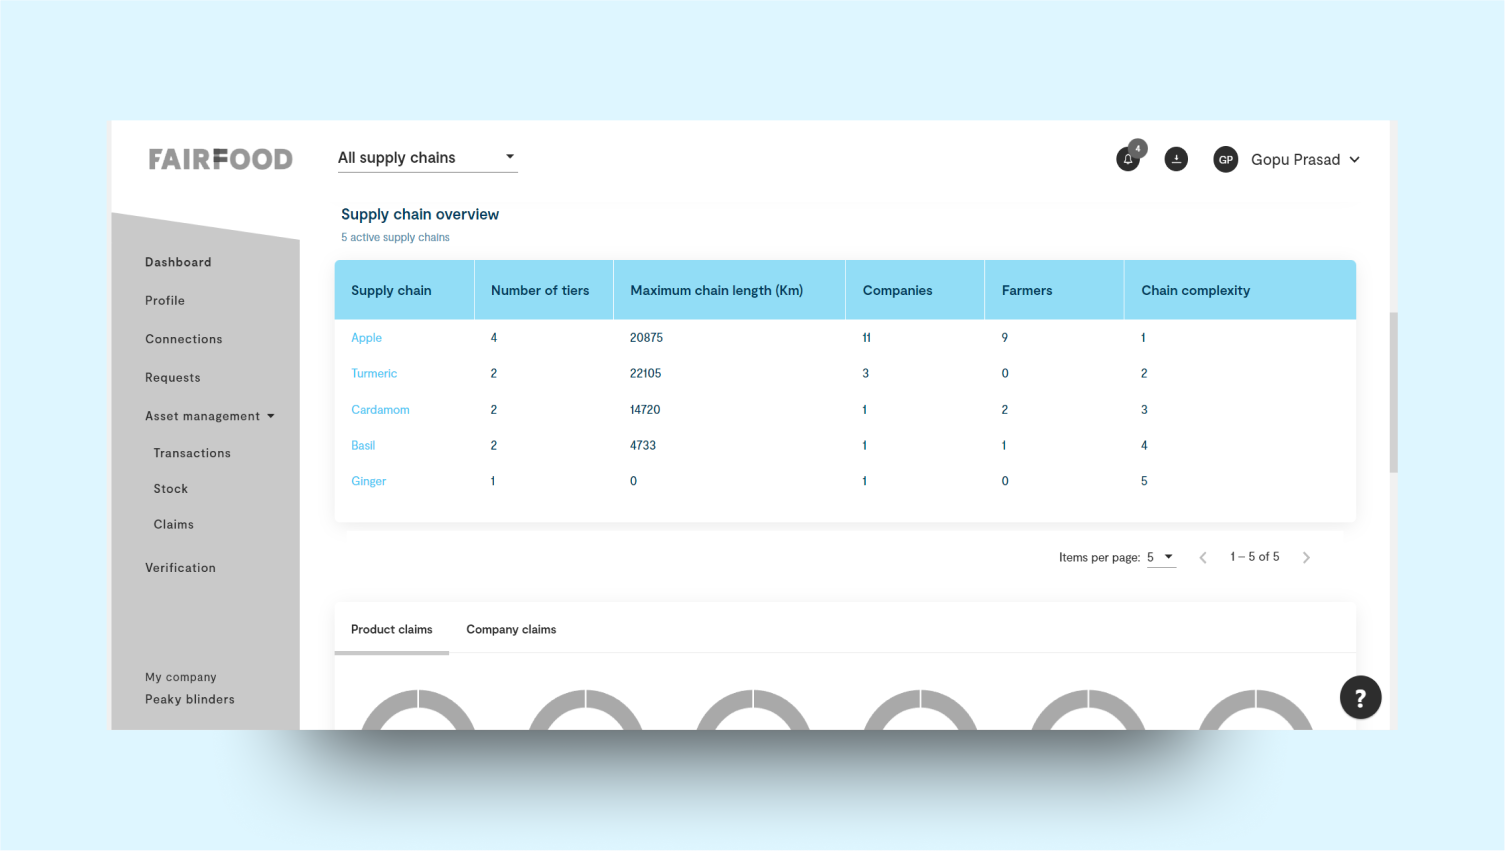 FAIRFOOD
All supply chains
4
GP
Gopu Prasad
Supply chain overview
5 active supply chains
Supply chain Number of tiers Maximum chain length (Km) Companies Farmers Chain complexity
Apple 4 20875 11 9 1
Turmeric 2 22105 3 0 2
Cardamom 2 14720 1 2 3
Basil 2 4733 1 1 4
Ginger 1 0 1 0 5
Items per page: 5 1 – 5 of 5
Product claims Company claims
?
Dashboard
Profile
Connections
Requests
Asset management
Transactions
Stock
Claims
Verification
My company
Peaky blinders